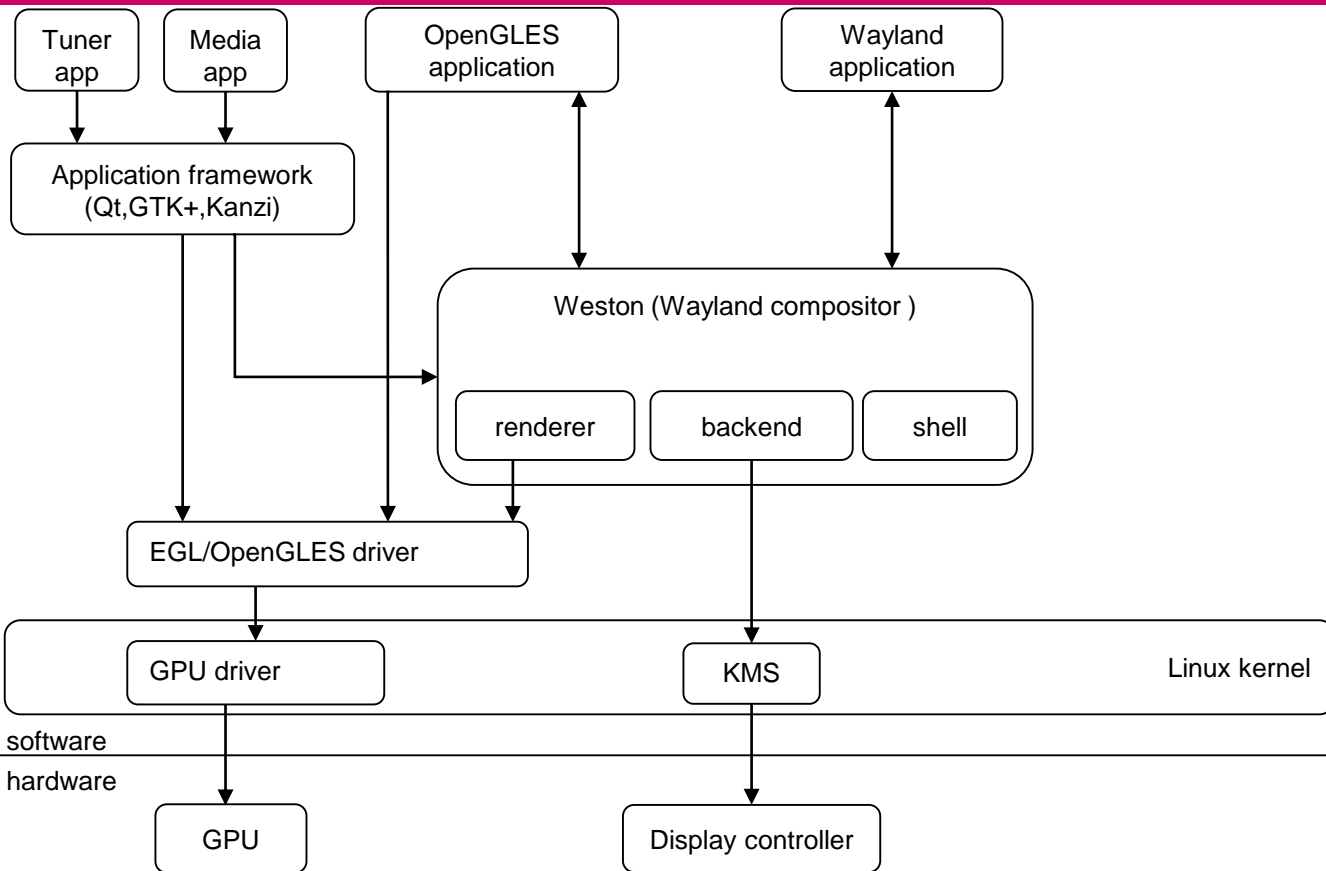 Tuner
app
Media
app
OpenGLES
application
Wayland
application
Application framework
(Qt,GTK+,Kanzi)
Weston (Wayland compositor )
renderer
backend
shell
EGL/OpenGLES driver
GPU driver
KMS
Linux kernel
software
hardware
GPU
Display controller